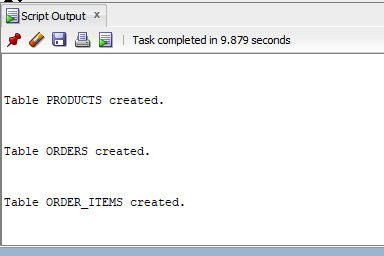 Script Output x
Task completed in 9.879 seconds
Table PRODUCTS created.
Table ORDERS created.
Table ORDER_ITEMS created.